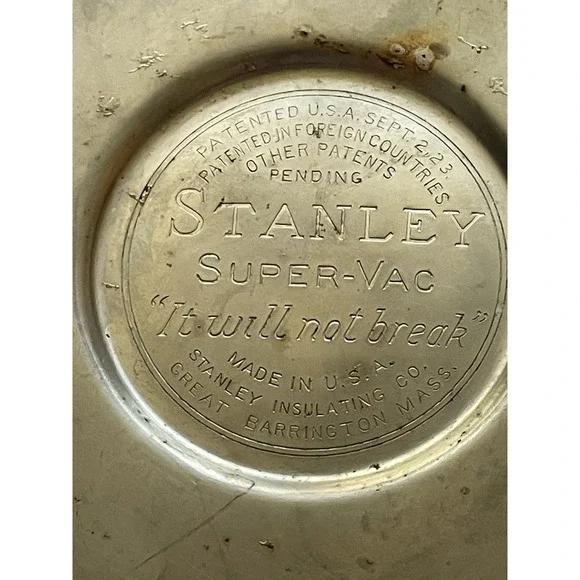 PATENTED U.S.A. SEPT. 2, 23.
PATENTED IN FOREIGN COUNTRIES
OTHER PATENTS
PENDING
STANLEY
SUPER-VAC
"It will not break"
MADE IN U.S.A.
STANLEY INSULATING CO.
GREAT BARRINGTON MASS.